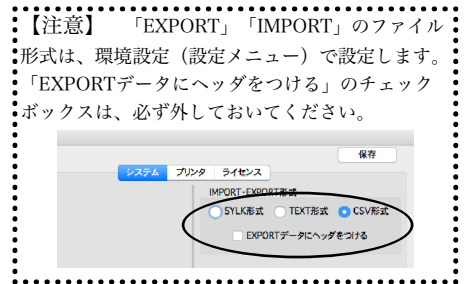 【注意】 「EXPORT」「IMPORT」のファイル
形式は、環境設定（設定メニュー）で設定します。
「EXPORTデータにヘッダをつける」のチェック
ボックスは、必ず外しておいてください。
保存
システム プリンタ ライセンス
IMPORT・EXPORT形式
SYLK形式 TEXT形式 CSV形式
EXPORTデータにヘッダをつける